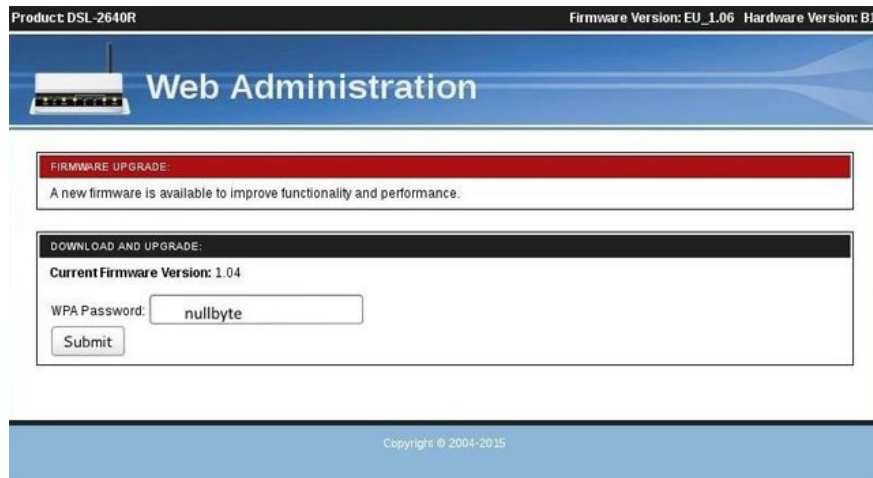 Product: DSL-2640R Firmware Version: EU_1.06 Hardware Version: B1
Web Administration
FIRMWARE UPGRADE:
A new firmware is available to improve functionality and performance.
DOWNLOAD AND UPGRADE:
Current Firmware Version: 1.04
WPA Password: nullbyte
Submit
Copyright © 2004-2015